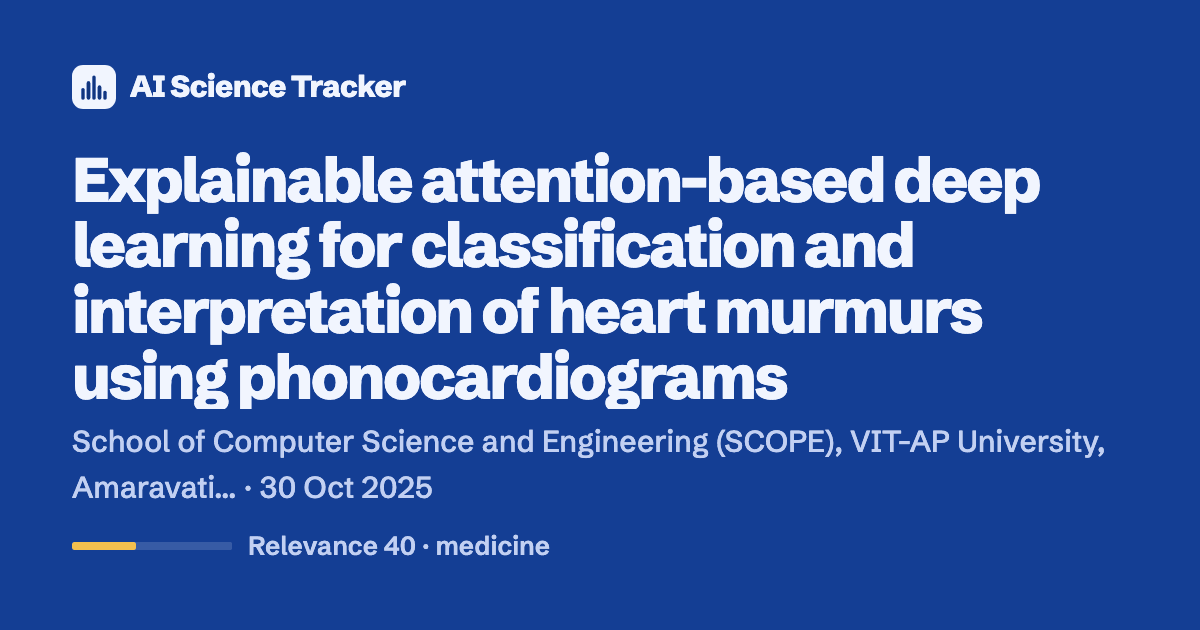 AI Science Tracker
Explainable attention-based deep
learning for classification and
interpretation of heart murmurs
using phonocardiograms
School of Computer Science and Engineering (SCOPE), VIT-AP University,
Amaravati... · 30 Oct 2025
Relevance 40 · medicine